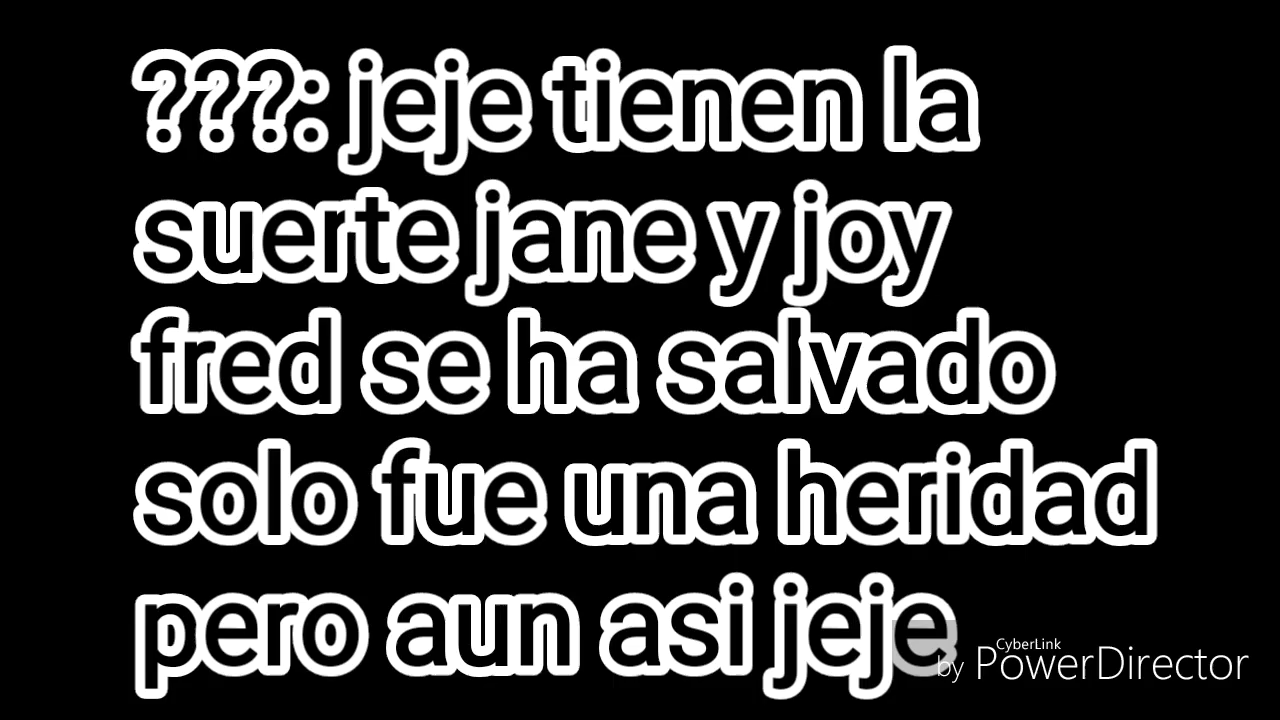 ???: jeje tienen la
suerte jane y joy
fred se ha salvado
solo fue una heridad
pero aun asi jeje
CyberLink
by PowerDirector